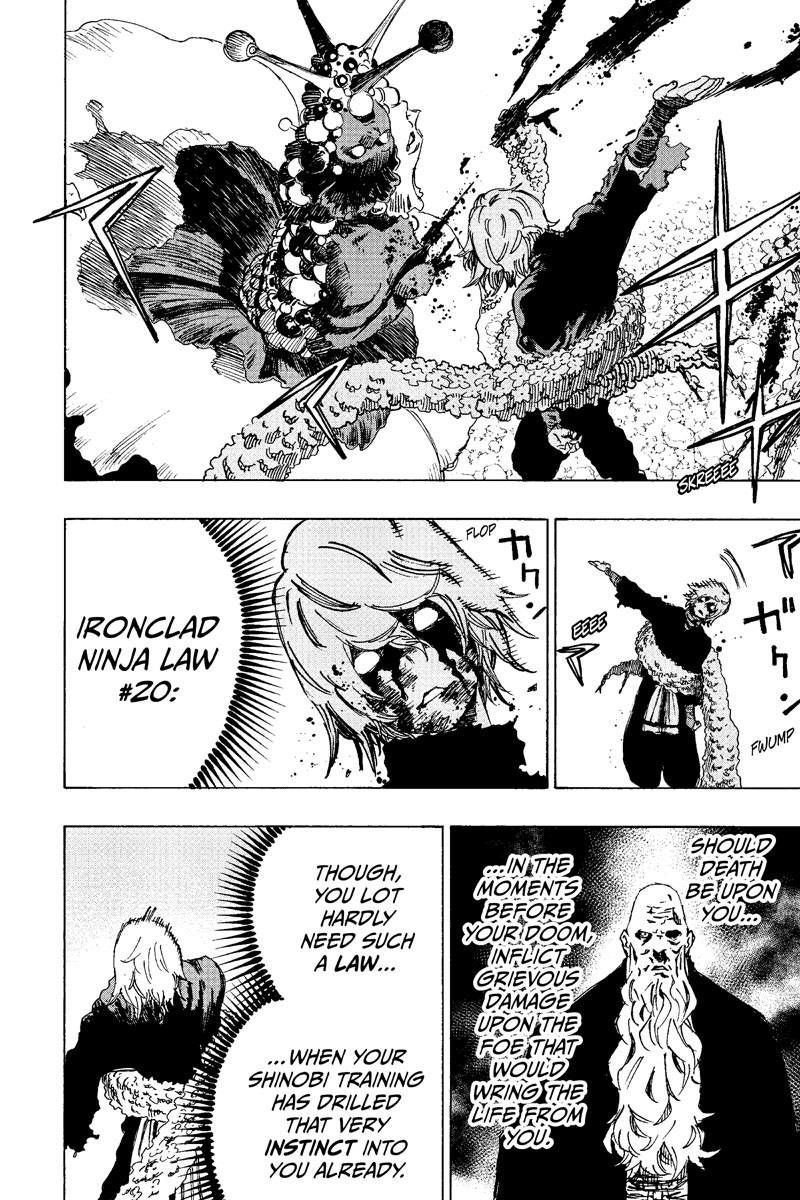 SKREEEE
ガクン
EEEE
FWUMP
FLOP
カクン
IRONCLAD
NINJA LAW
#20:
SHOULD
DEATH
BE UPON
YOU...
...IN THE
MOMENTS
BEFORE
YOUR DOOM,
INFLICT
GRIEVOUS
DAMAGE
UPON THE
FOE THAT
WOULD
WRING THE
LIFE FROM
YOU.
THOUGH,
YOU LOT
HARDLY
NEED SUCH
A LAW...
...WHEN YOUR
SHINOBI TRAINING
HAS DRILLED
THAT VERY
INSTINCT INTO
YOU ALREADY.